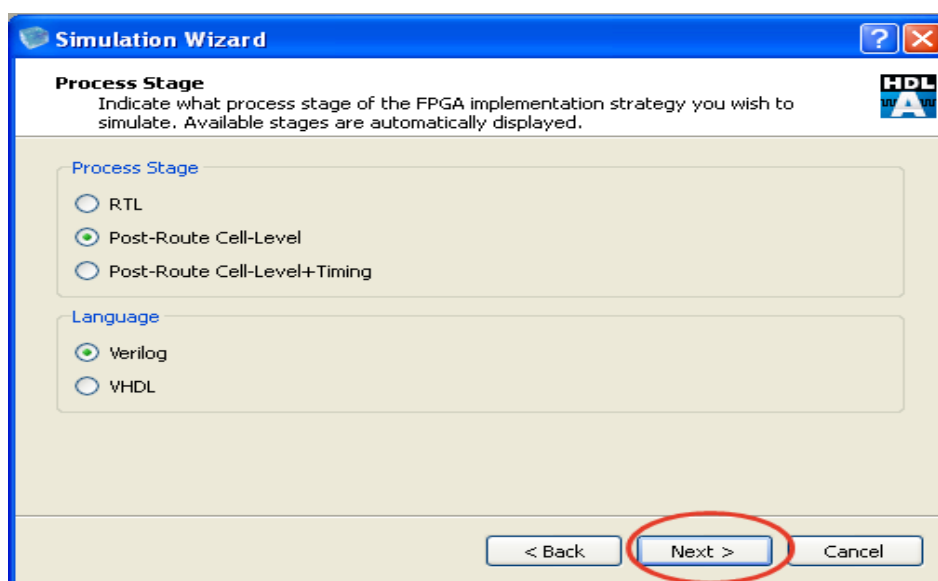 Simulation Wizard
?
Process Stage
Indicate what process stage of the FPGA implementation strategy you wish to
simulate. Available stages are automatically displayed.
HDL
A
Process Stage
RTL
Post-Route Cell-Level
Post-Route Cell-Level+Timing
Language
Verilog
VHDL
< Back
Next >
Cancel